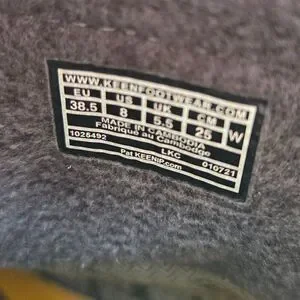 WWW.KEENFOOTWEAR.COM
EU US UK CM W
38.5 8 5.5 25
MADE IN CAMBODIA
Fabriqué au Cambodge
1025492 LKC 010721
Pat KEENIP.com